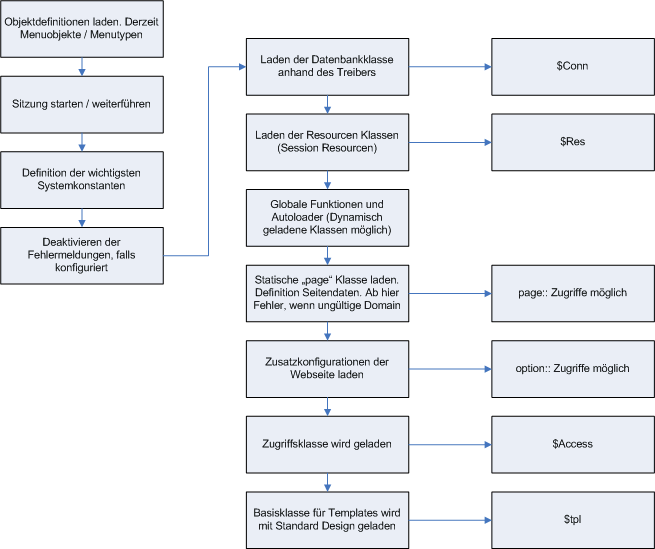 Objektdefinitionen laden. Derzeit
Menuobjekte / Menutypen
Sitzung starten / weiterführen
Definition der wichtigsten
Systemkonstanten
Deaktivieren der
Fehlermeldungen, falls
konfiguriert
Laden der Datenbankklasse
anhand des Treibers
$Conn
Laden der Resourcen Klassen
(Session Resourcen)
$Res
Globale Funktionen und
Autoloader (Dynamisch
geladene Klassen möglich)
Statische „page“ Klasse laden.
Definition Seitendaten. Ab hier
Fehler, wenn ungültige Domain
page:: Zugriffe möglich
Zusatzkonfigurationen der
Webseite laden
option:: Zugriffe möglich
Zugriffsklasse wird geladen
$Access
Basisklasse für Templates wird
mit Standard Design geladen
$tpl